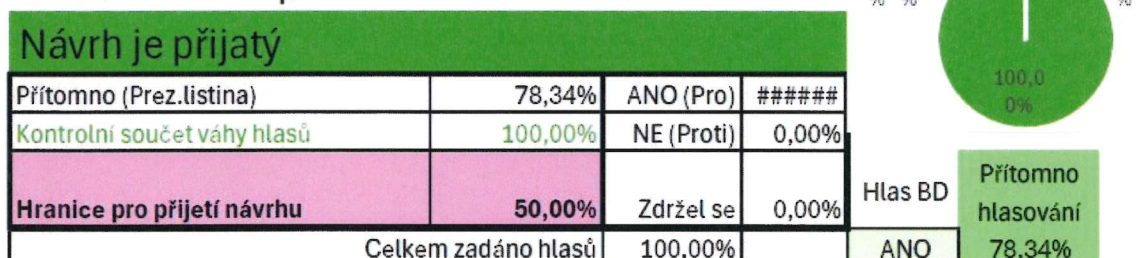 % % %
Návrh je přijatý
100,0
0%
Přítomno (Prez.listina) 78,34% ANO (Pro) ######
Kontrolní součet váhy hlasů 100,00% NE (Proti) 0,00%
Hranice pro přijetí návrhu 50,00% Zdržel se 0,00%
Hlas BD
Přítomno
hlasování
Celkem zadáno hlasů 100,00% ANO 78,34%